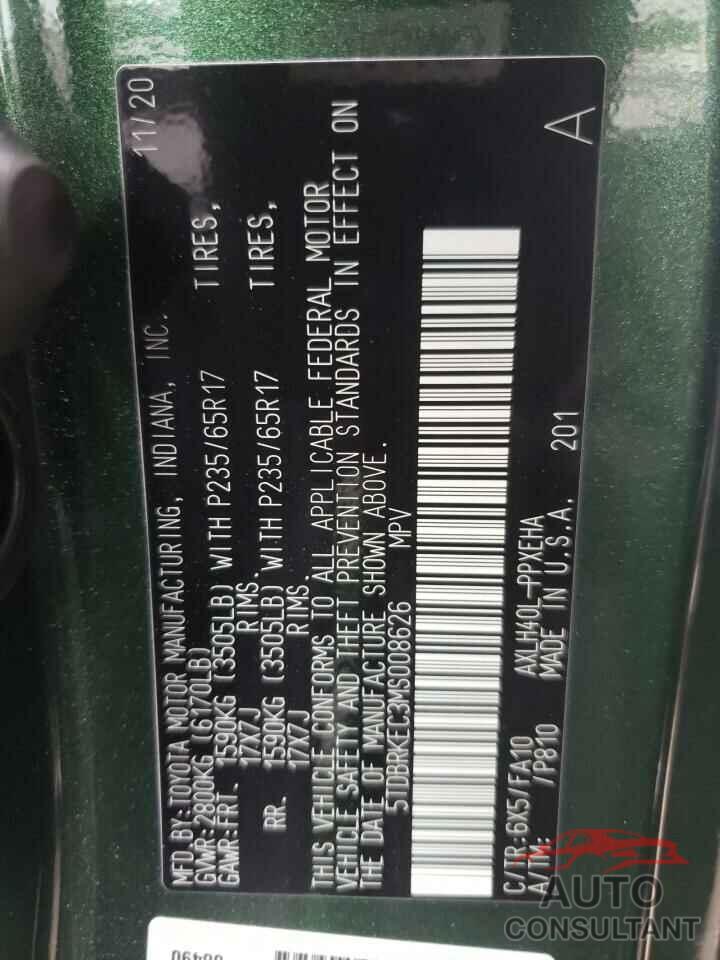 MFD. BY: TOYOTA MOTOR MANUFACTURING, INDIANA, INC. 11/20
GVWR: 2800KG (6170LB)
GAWR: FR. 1590KG (3505LB) WITH P235/65R17 TIRES,
17X7J RIMS.
RR. 1590KG (3505LB) WITH P235/65R17 TIRES,
17X7J RIMS.
THIS VEHICLE CONFORMS TO ALL APPLICABLE FEDERAL MOTOR
VEHICLE SAFETY AND THEFT PREVENTION STANDARDS IN EFFECT ON
THE DATE OF MANUFACTURE SHOWN ABOVE.
5TDBRKEC3MS008626 MPV
C/TR: 6X5/FA10 AXLH40L-PPXEHA
A/TM: /P810 MADE IN U.S.A. 201 A
AUTO
CONSULTANT